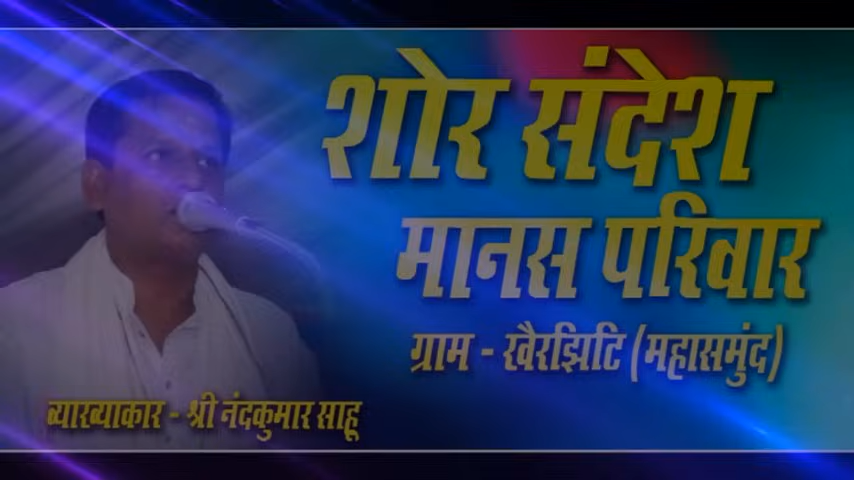 शोर संदेश
मानस परिवार
ग्राम - खैरझिटि (महासमुंद)
व्याख्याकार - श्री नंदकुमार साहू